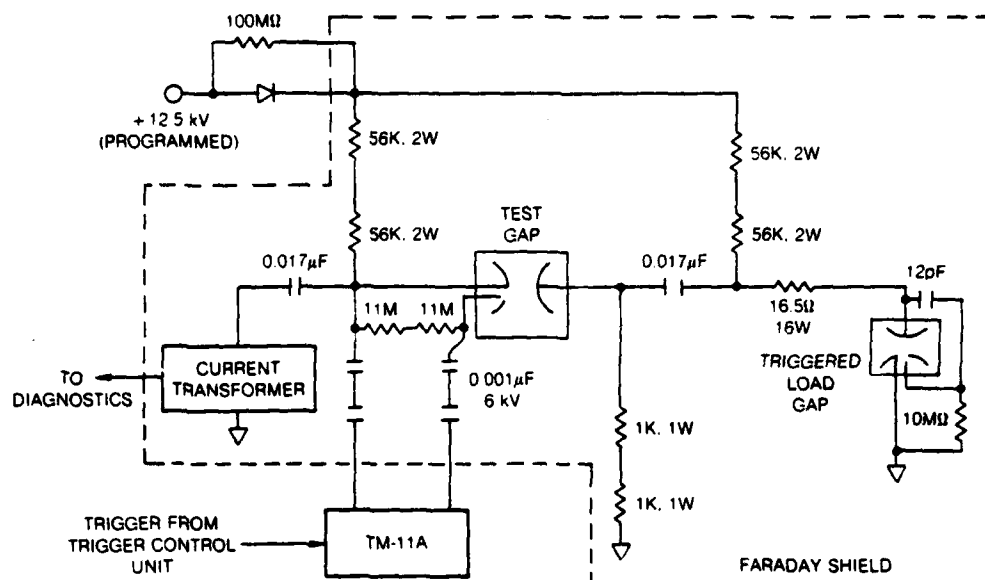 100MΩ
+ 12 5 kV
(PROGRAMMED)
56K, 2W
56K, 2W
56K, 2W
56K, 2W
TEST
GAP
0.017μF
0.017μF
12pF
11M
11M
16.5Ω
16W
TRIGGERED
LOAD
GAP
CURRENT
TRANSFORMER
TO
DIAGNOSTICS
0 001μF
6 kV
10MΩ
1K, 1W
1K, 1W
TRIGGER FROM
TRIGGER CONTROL
UNIT
TM-11A
FARADAY SHIELD